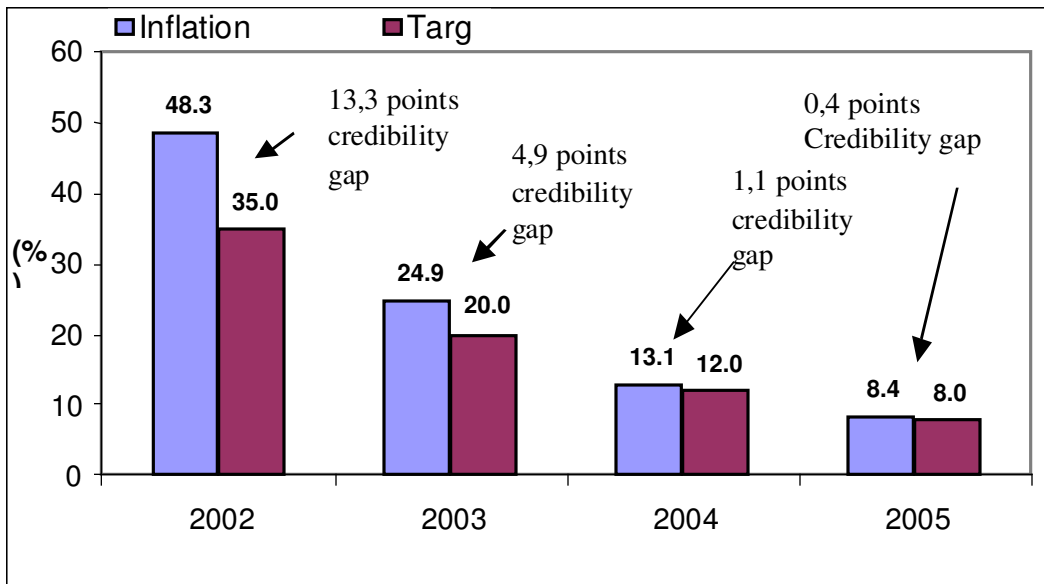 Inflation
Targ
60
50
40
30
20
10
0
(%
)
48.3
35.0
13,3 points
credibility
gap
24.9
20.0
4,9 points
credibility
gap
13.1
12.0
1,1 points
credibility
gap
8.4
8.0
0,4 points
Credibility gap
2002
2003
2004
2005